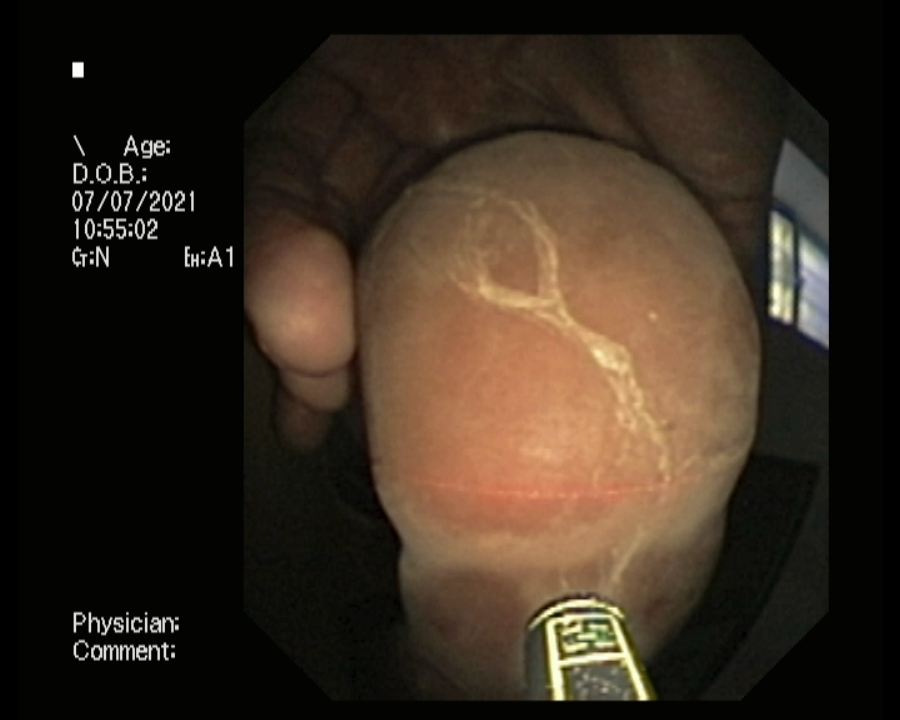 \ Age:
D.O.B.:
07/07/2021
10:55:02
Cr:N Eh:A1
Physician:
Comment: